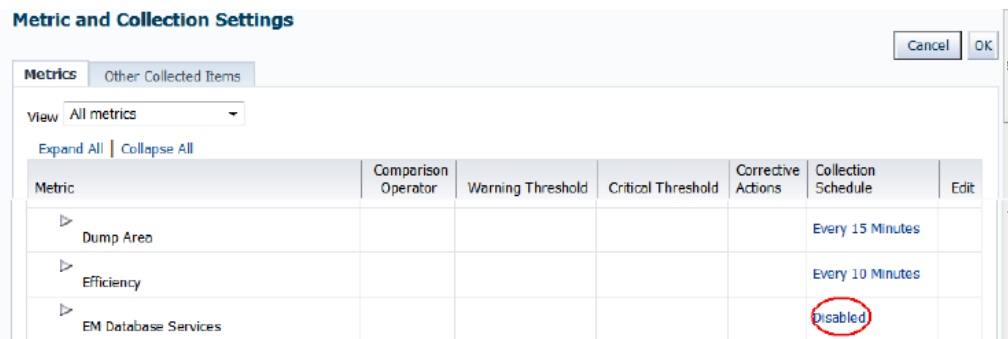 Metric and Collection Settings
Cancel OK
Metrics Other Collected Items
View All metrics
Expand All | Collapse All
Metric Comparison Operator Warning Threshold Critical Threshold Corrective Actions Collection Schedule Edit
Dump Area Every 15 Minutes
Efficiency Every 10 Minutes
EM Database Services Disabled